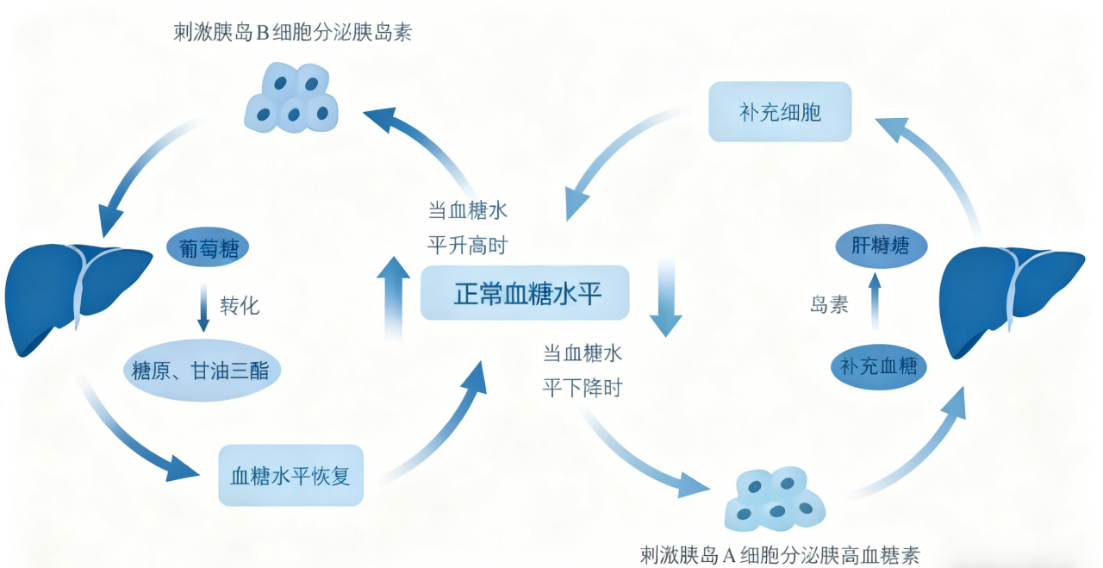 刺激胰岛B细胞分泌胰岛素
补充细胞
当血糖水
平升高时
葡萄糖
转化
糖原、甘油三酯
正常血糖水平
肝糖塘
岛素
补充血糖
当血糖水
平下降时
血糖水平恢复
刺激胰岛A细胞分泌胰高血糖素